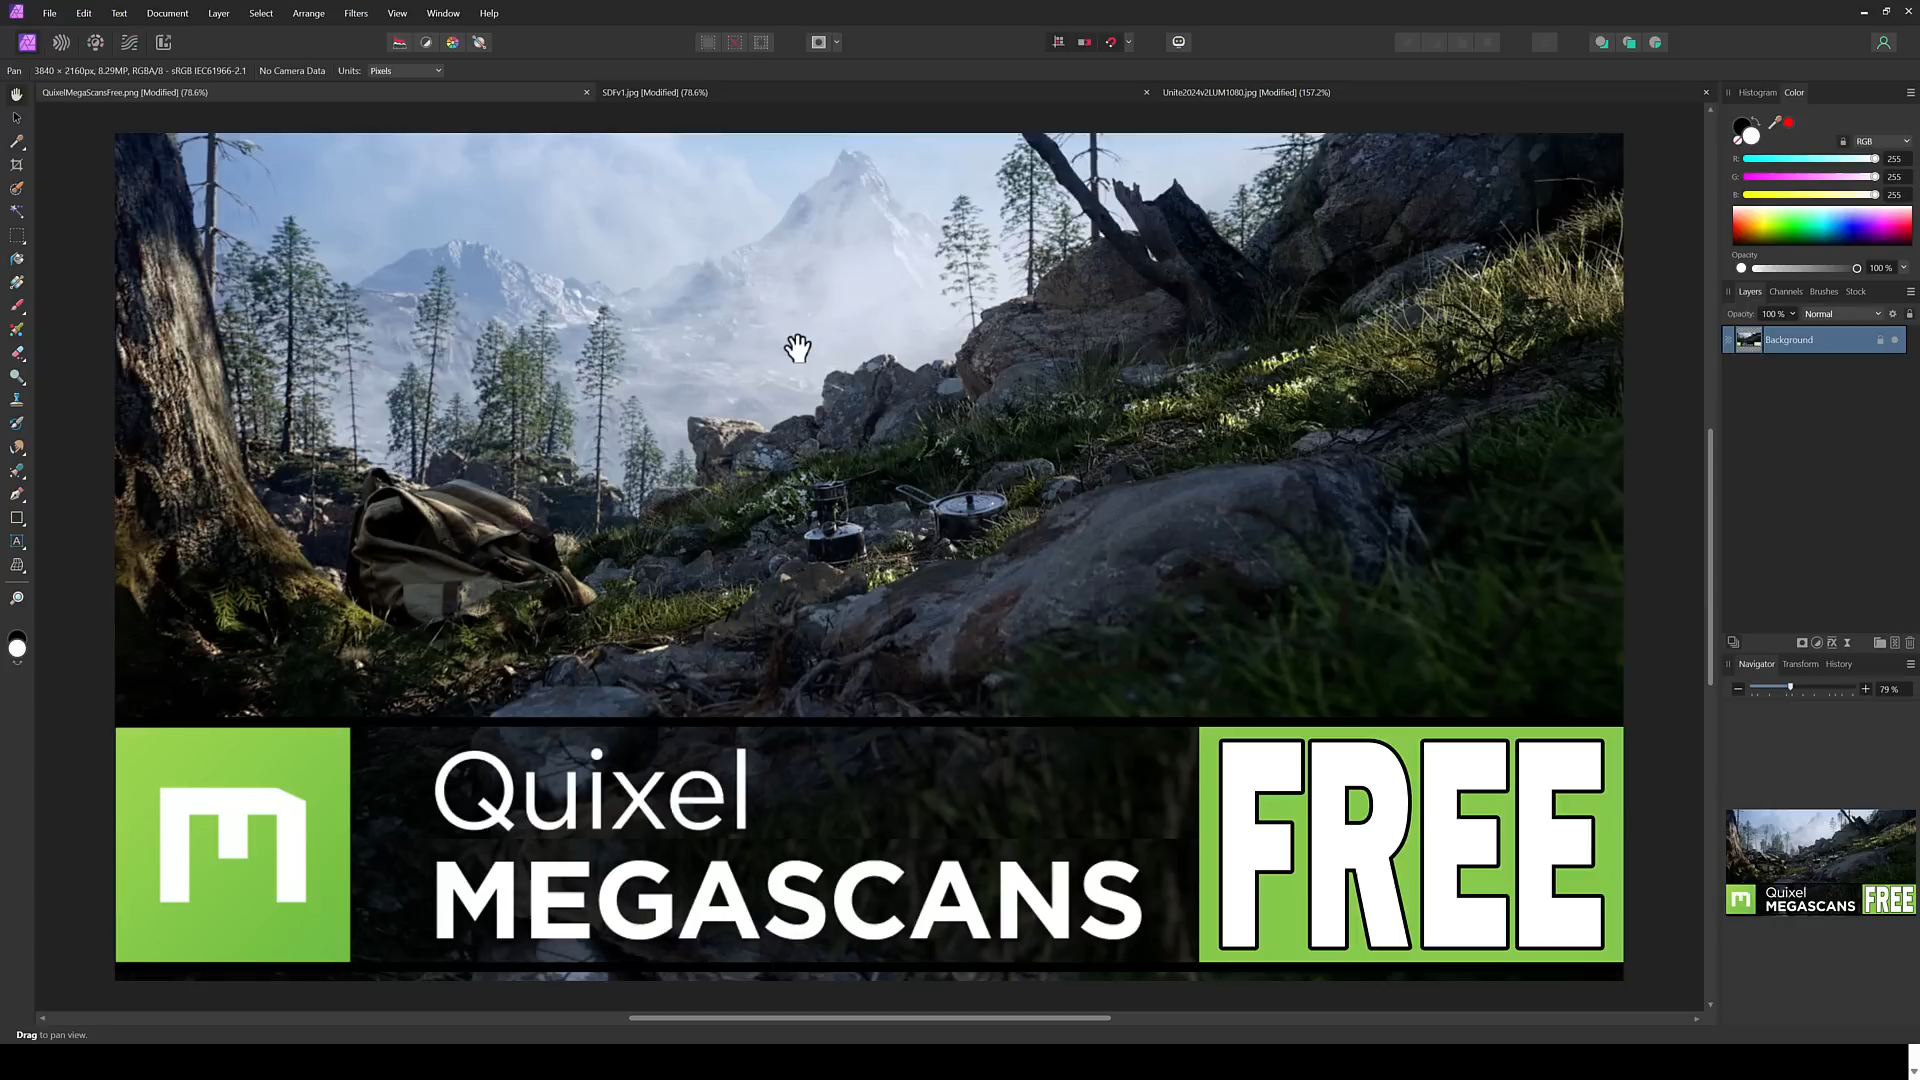 File Edit Text Document Layer Select Arrange Filters View Window Help
Pan 3840 × 2160px, 8.29MP, RGBA/8 - sRGB IEC61966-2.1 No Camera Data Units: Pixels
QuixelMegaScansFree.png [Modified] (78.6%) SDFv1.jpg [Modified] (78.6%) Unite2024v2LUM1080.jpg [Modified] (157.2%)
Histogram Color
RGB
R: 255
G: 255
B: 255
Opacity
100 %
Layers Channels Brushes Stock
Opacity: 100 % Normal
Background
Navigator Transform History
79 %
Quixel
MEGASCANS
FREE
Quixel
MEGASCANS
FREE
A
Drag to pan view.